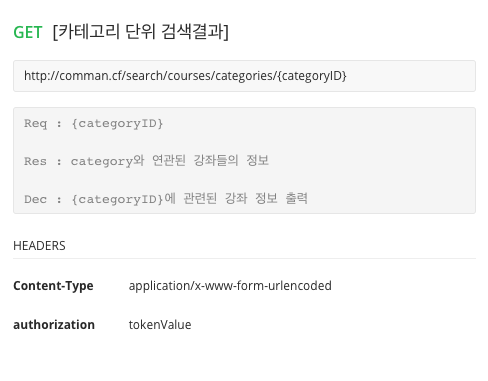 GET [카테고리 단위 검색결과]
http://comman.cf/search/courses/categories/{categoryID}
Req : {categoryID}
Res : category와 연관된 강좌들의 정보
Dec : {categoryID}에 관련된 강좌 정보 출력
HEADERS
Content-Type application/x-www-form-urlencoded
authorization tokenValue